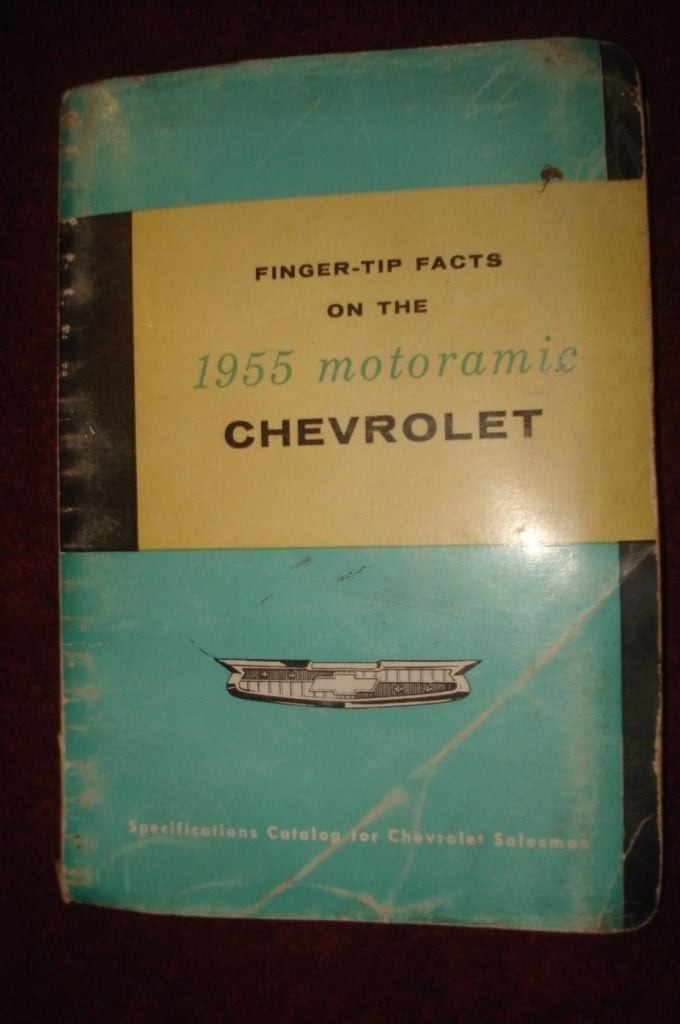 FINGER-TIP FACTS
ON THE
1955 motoramic
CHEVROLET
Specifications Catalog for Chevrolet Salesmen